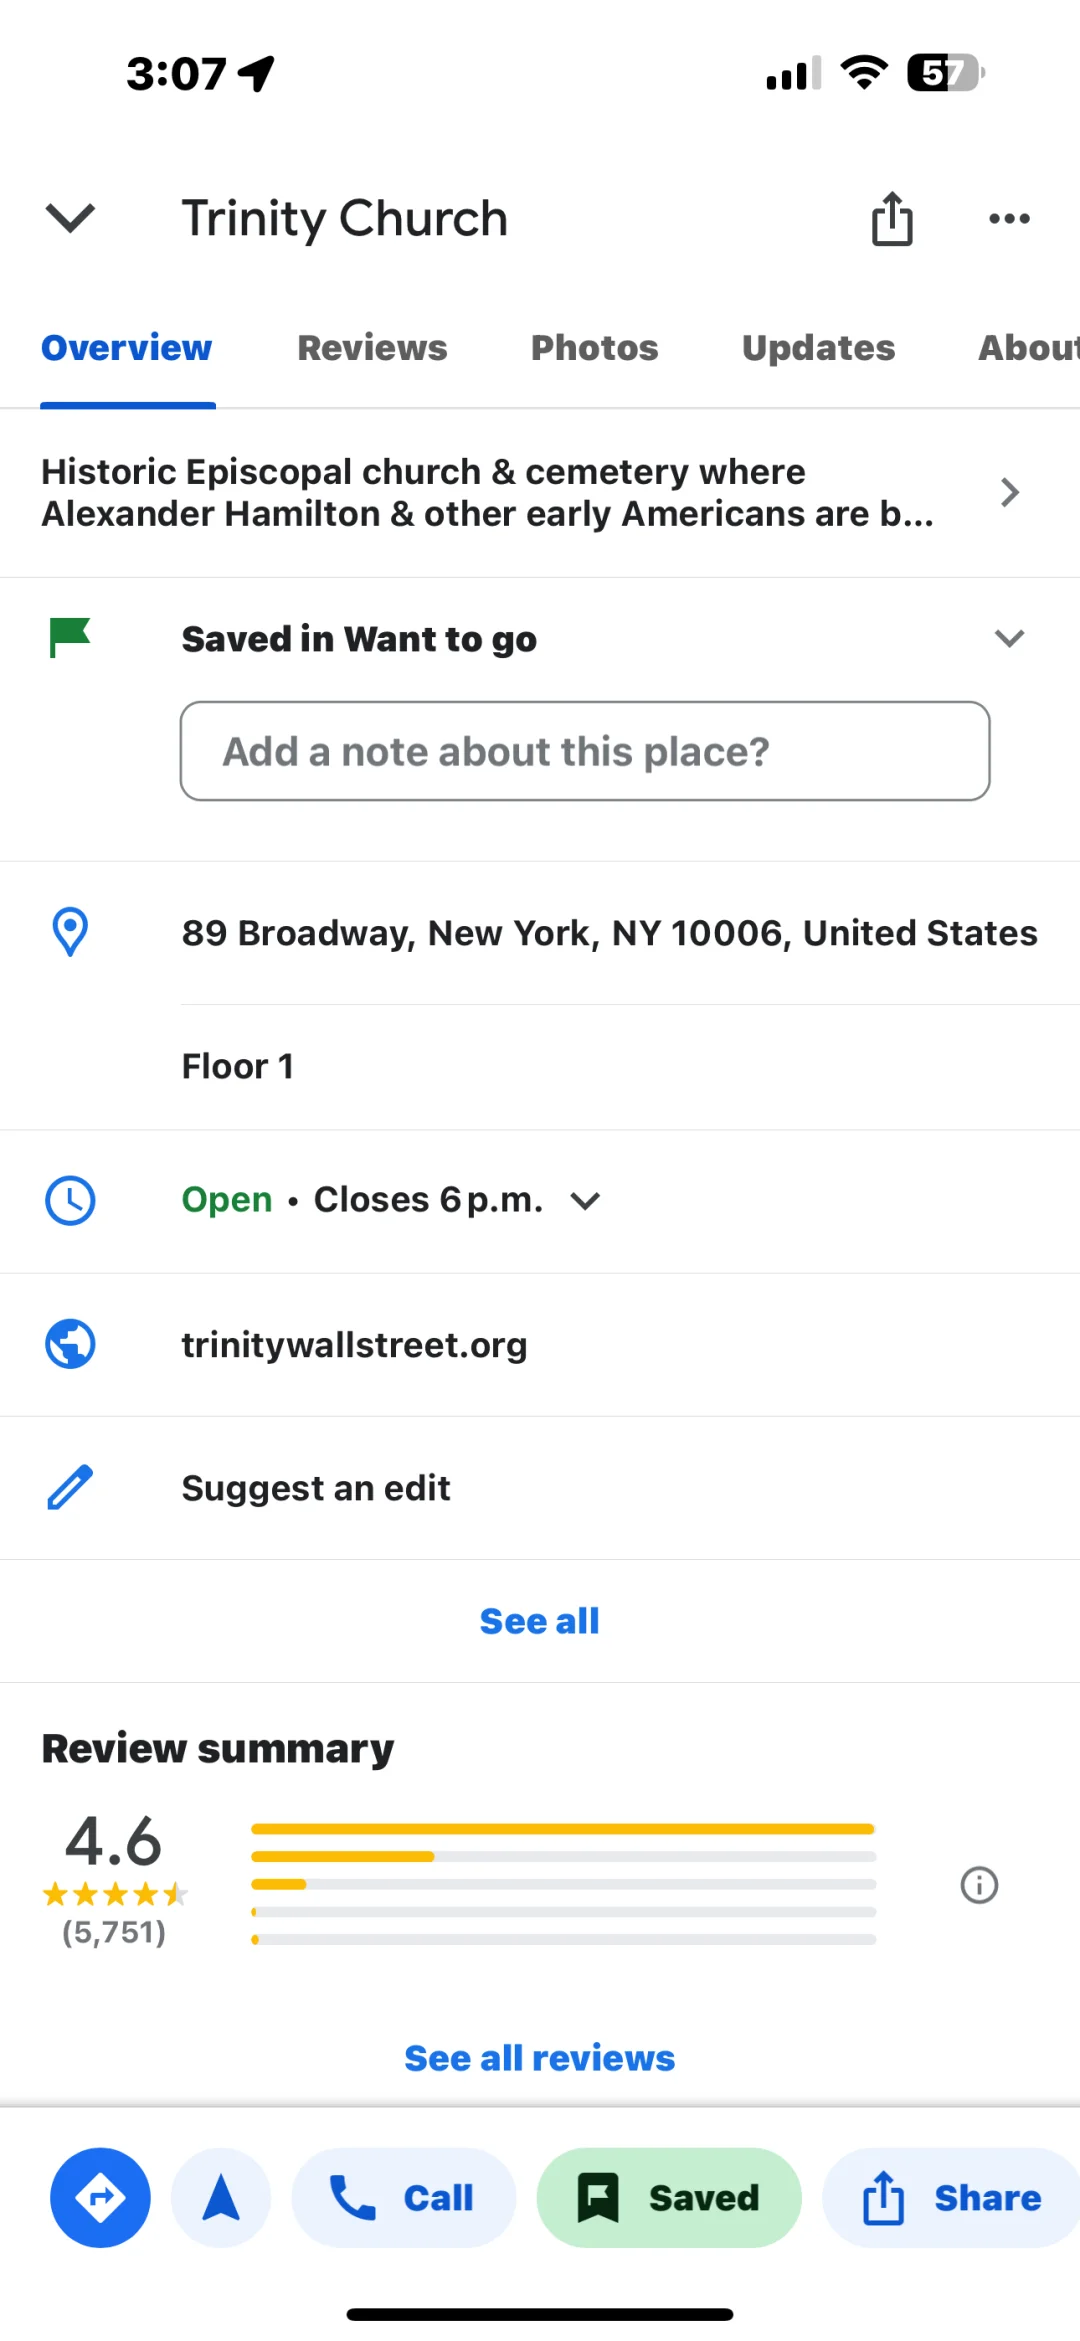 3:07
57
Trinity Church
Overview
Reviews
Photos
Updates
About
Historic Episcopal church & cemetery where
Alexander Hamilton & other early Americans are b...
Saved in Want to go
Add a note about this place?
89 Broadway, New York, NY 10006, United States
Floor 1
Open • Closes 6 p.m.
trinitywallstreet.org
Suggest an edit
See all
Review summary
4.6
(5,751)
See all reviews
Call
Saved
Share